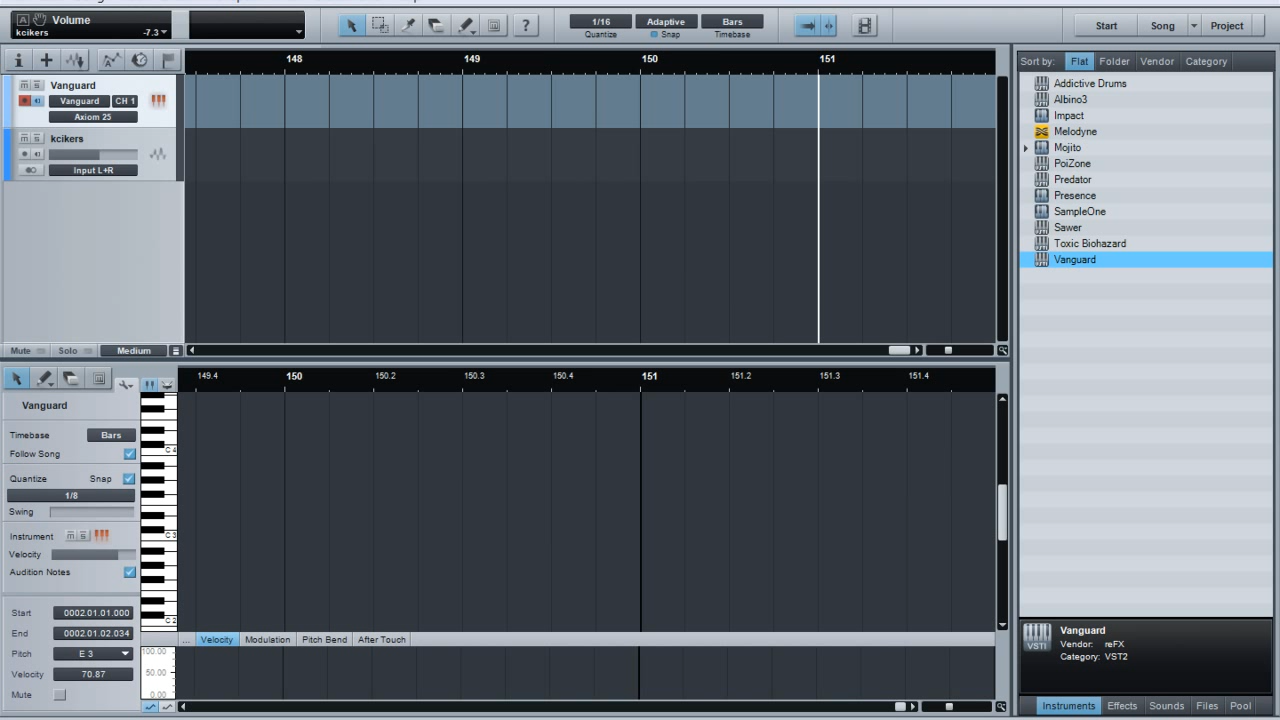 Volume
kcikers -7.3
1/16 Adaptive Bars
Quantize Snap Timebase
?
Start Song Project
148 149 150 151
Vanguard
Vanguard CH 1
Axiom 25
kcikers
Input L+R
Mute Solo Medium
149.4 150 150.2 150.3 150.4 151 151.2 151.3 151.4
Vanguard
Timebase Bars
Follow Song
Quantize Snap
1/8
Swing
Instrument m s
Velocity
Audition Notes
Start 0002.01.01.000
End 0002.01.02.034
Pitch E 3
Velocity 70.87
Mute
C 4
C 3
C 2
... Velocity Modulation Pitch Bend After Touch
100.00
50.00
0.00
Sort by: Flat Folder Vendor Category
Addictive Drums
Albino3
Impact
Melodyne
Mojito
PoiZone
Predator
Presence
SampleOne
Sawer
Toxic Biohazard
Vanguard
Vanguard
Vendor: reFX
Category: VST2
VSTi
Instruments Effects Sounds Files Pool